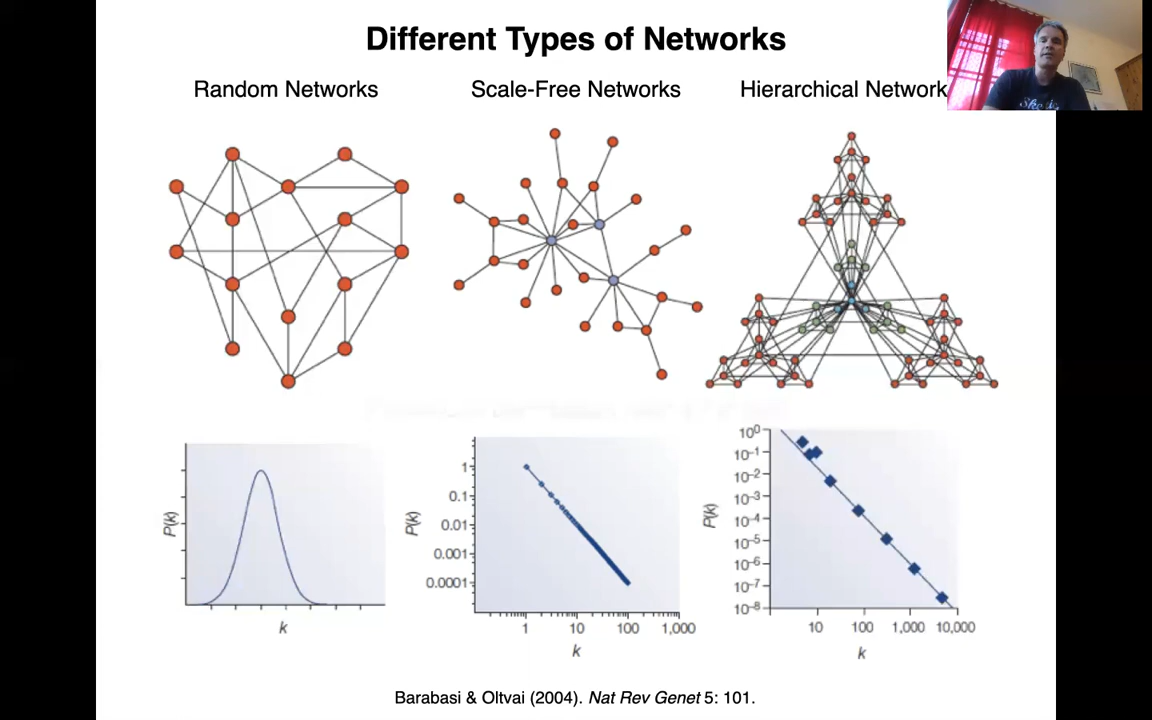 Different Types of Networks
Random Networks
Scale-Free Networks
Hierarchical Network
P(k)
k
1
0.1
0.01
0.001
0.0001
P(k)
1 10 100 1,000
k
10⁰
10⁻¹
10⁻²
10⁻³
10⁻⁴
10⁻⁵
10⁻⁶
10⁻⁷
10⁻⁸
P(k)
10 100 1,000 10,000
k
Barabasi & Oltvai (2004). Nat Rev Genet 5: 101.